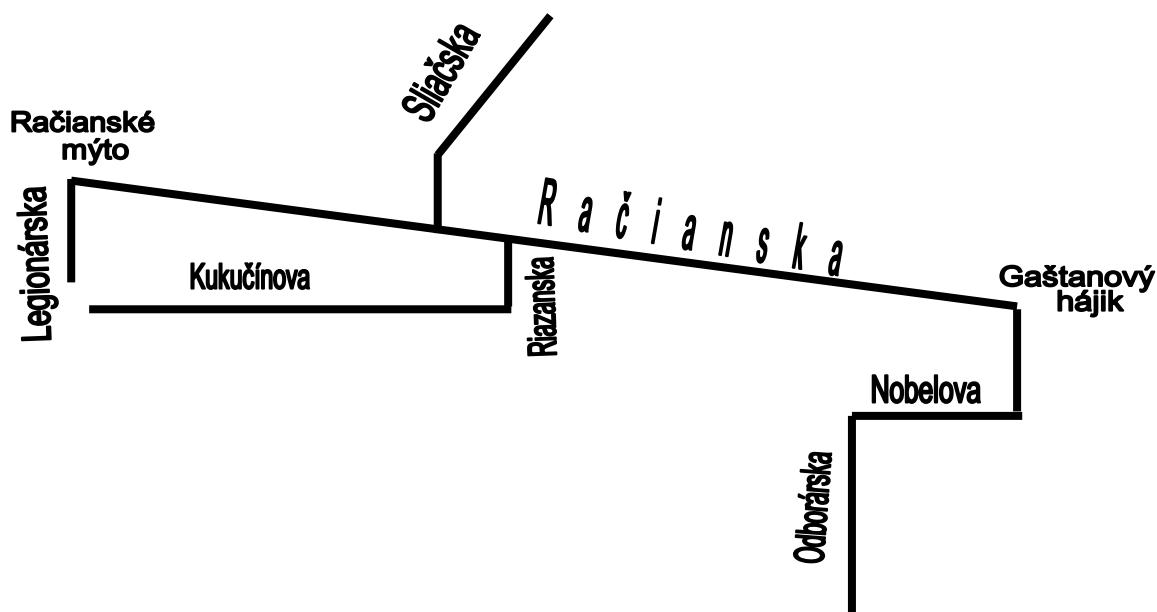 Sliačska
Račianské
mýto
Legionárska
Račianska
Kukučínova
Riazanska
Gaštanový
hájik
Nobelova
Odborárska